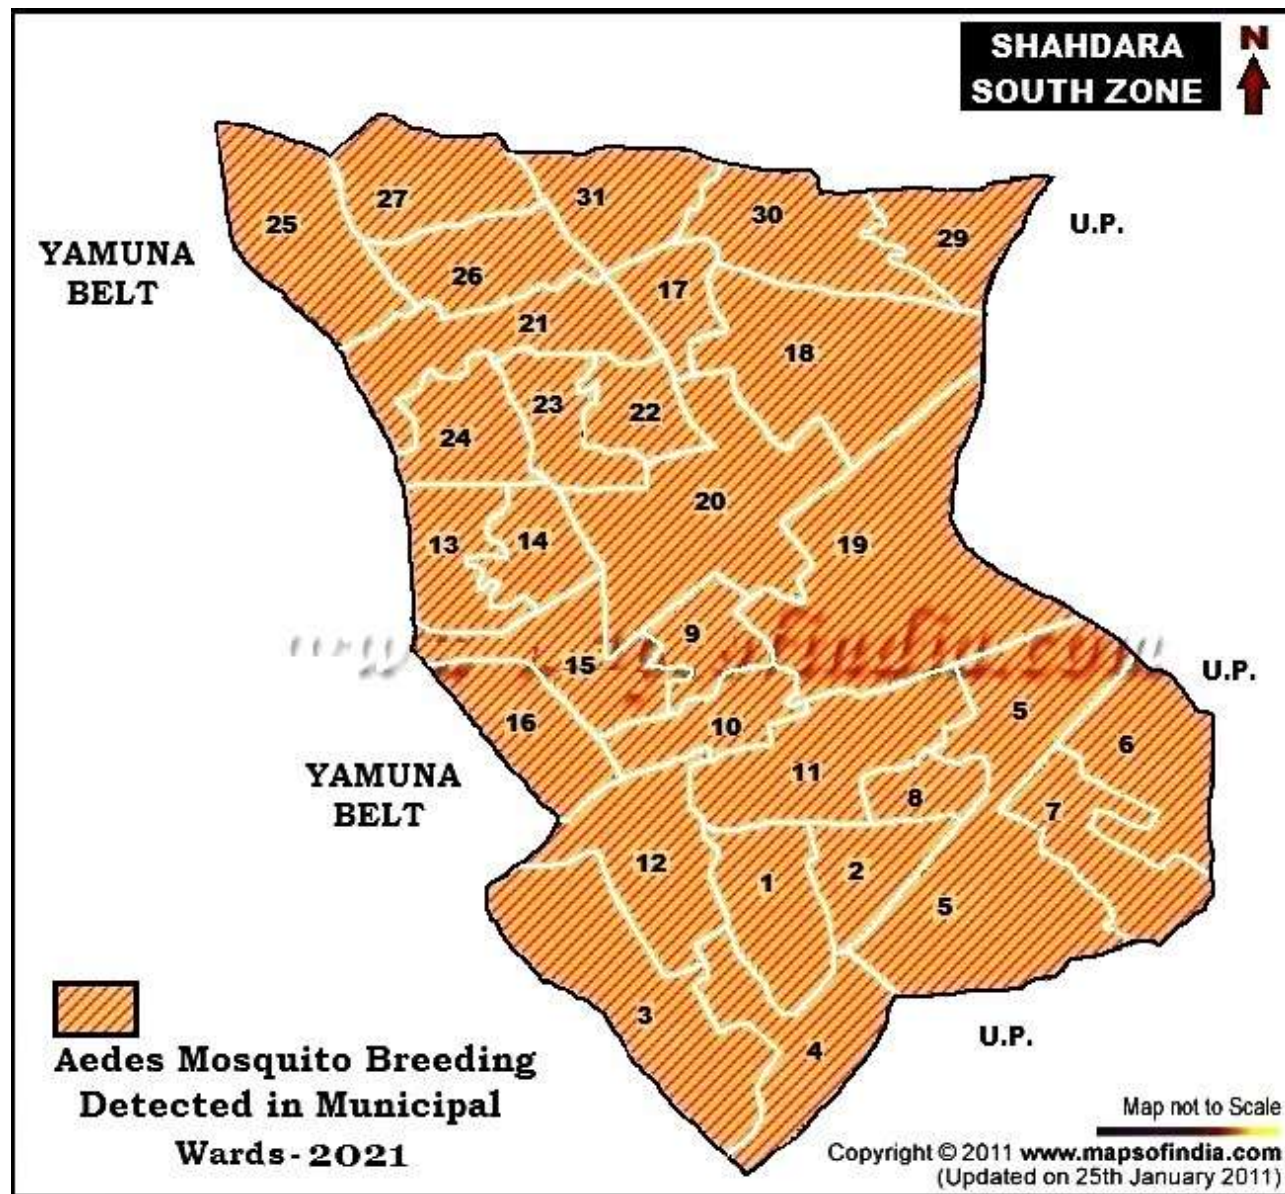 SHAHDARA
SOUTH ZONE
N
27
31
30
25
29
U.P.
YAMUNA
BELT
26
17
21
18
23
22
24
20
13
14
19
9
15
U.P.
16
10
5
6
11
YAMUNA
BELT
8
7
12
1
2
5
3
4
U.P.
Aedes Mosquito Breeding
Detected in Municipal
Wards - 2021
Map not to Scale
Copyright © 2011 www.mapsofindia.com
(Updated on 25th January 2011)